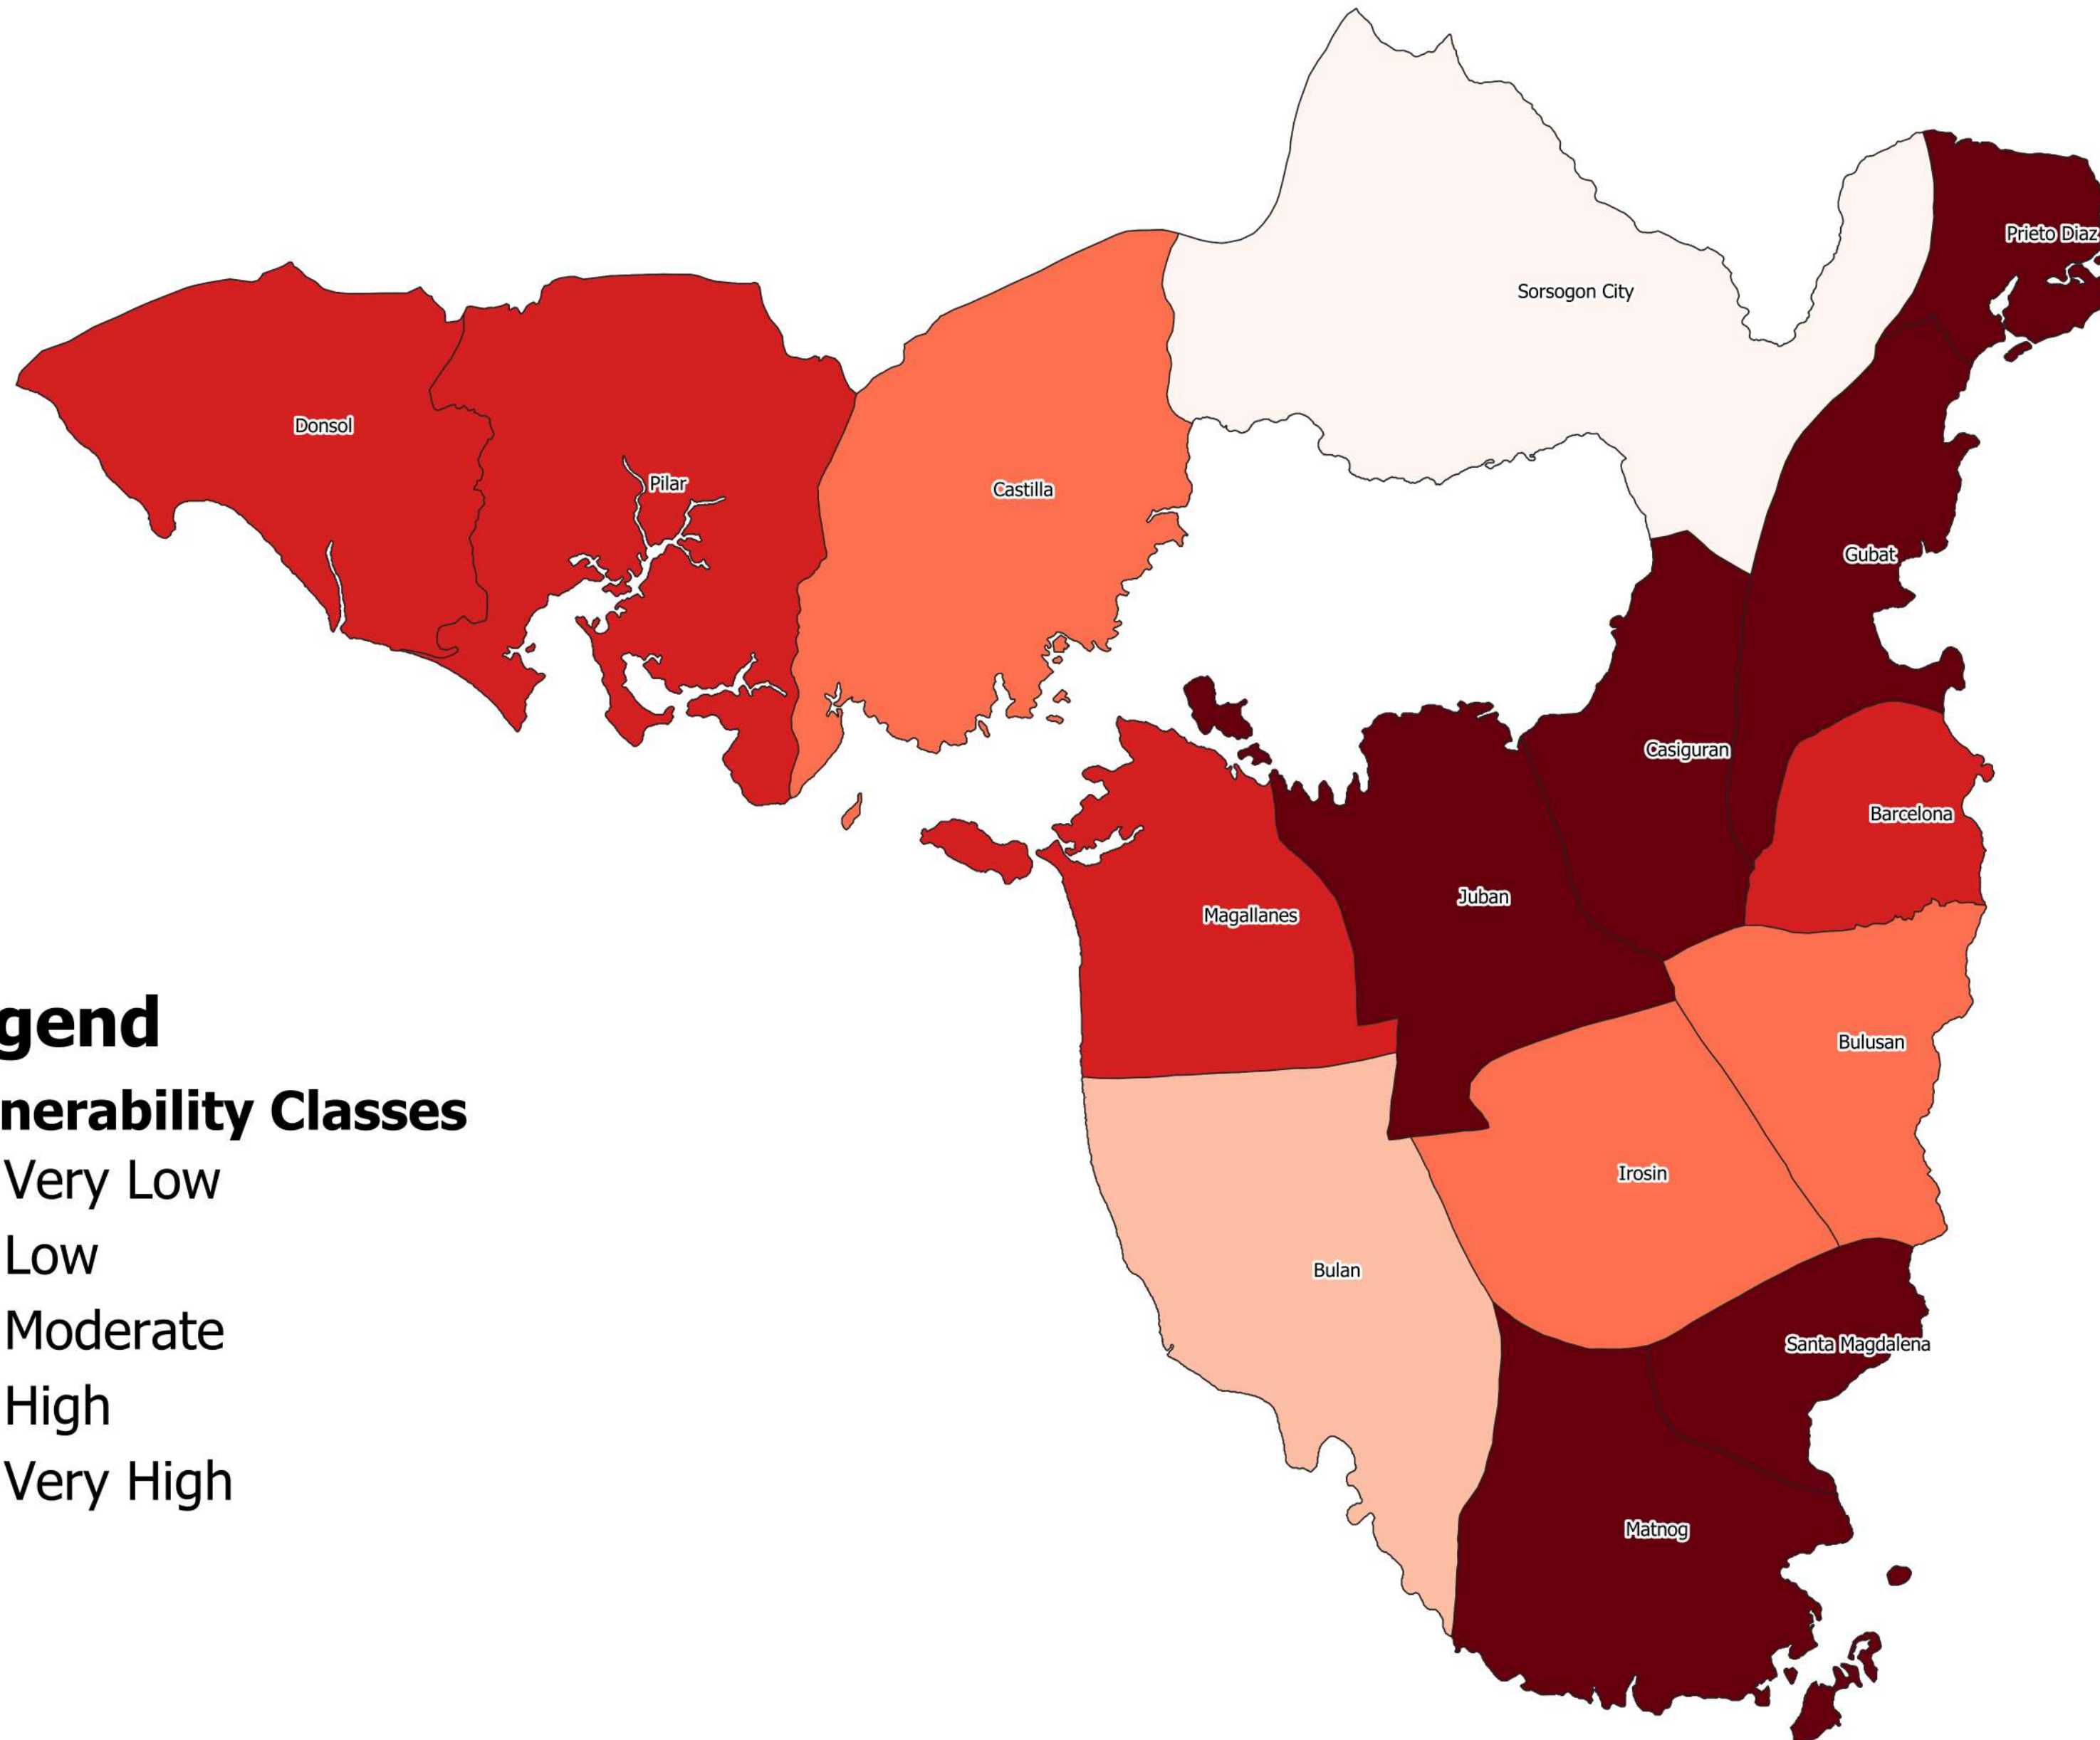 Prieto Diaz
Sorsogon City
Donsol
Pilar
Castilla
Gubat
Casiguran
Barcelona
Juban
Magallanes
Bulusan
Irosin
Bulan
Santa Magdalena
Matnog
gend
nerability Classes
Very Low
Low
Moderate
High
Very High